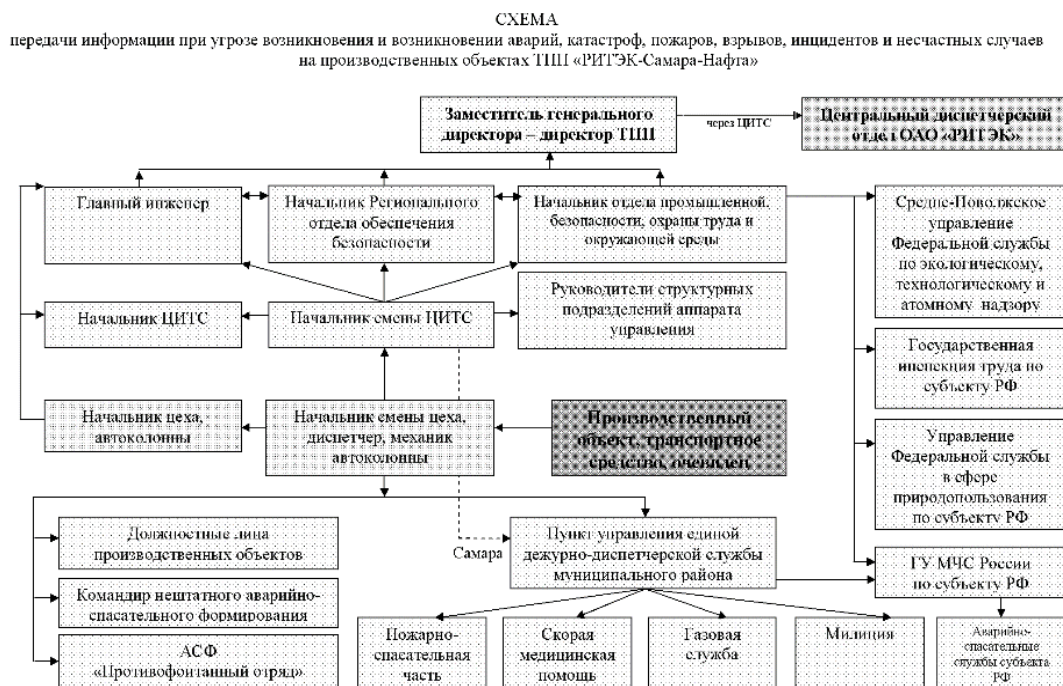 СХЕМА
передачи информации при угрозе возникновения и возникновении аварий, катастроф, пожаров, взрывов, инцидентов и несчастных случаев
на производственных объектах ТПП «РИТЭК-Самара-Нафта»
Заместитель генерального
директора – директор ТПП
через ЦИТС
Центральный диспетчерский
отдел ОАО «РИТЭК»
Главный инженер
Начальник Регионального
отдела обеспечения
безопасности
Начальник отдела промышленной
безопасности, охраны труда и
окружающей среды
Средне-Поволжское
управление
Федеральной службы
по экологическому,
технологическому и
атомному надзору
Начальник ЦИТС
Начальник смены ЦИТС
Руководители структурных
подразделений аппарата
управления
Государственная
инспекция труда по
субъекту РФ
Начальник цеха,
автоколонны
Начальник смены цеха,
диспетчер, механик
автоколонны
Производственный
объект, транспортное
средство, очевидец
Управление
Федеральной службы
в сфере
природопользования
по субъекту РФ
Должностные лица
производственных объектов
Самара
Пункт управления единой
дежурно-диспетчерской службы
муниципального района
ГУ МЧС России
по субъекту РФ
Командир нештатного аварийно-
спасательного формирования
АСФ
«Противофонтанный отряд»
Пожарно-
спасательная
часть
Скорая
медицинская
помощь
Газовая
служба
Милиция
Аварийно-
спасательные
службы субъекта
РФ